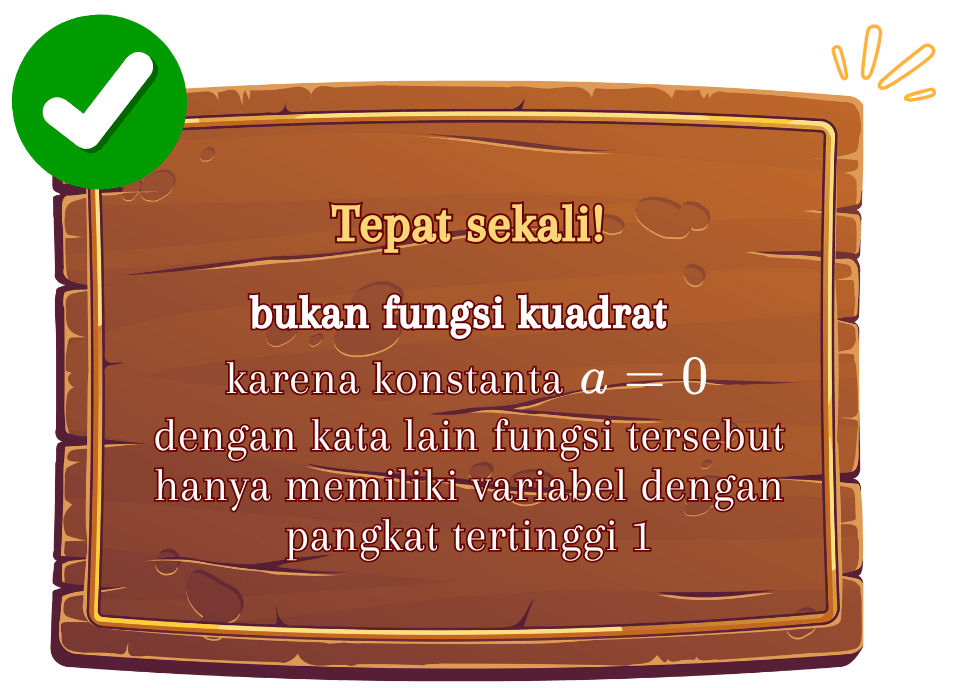 Tepat sekali!
bukan fungsi kuadrat
karena konstanta a = 0
dengan kata lain fungsi tersebut
hanya memiliki variabel dengan
pangkat tertinggi 1